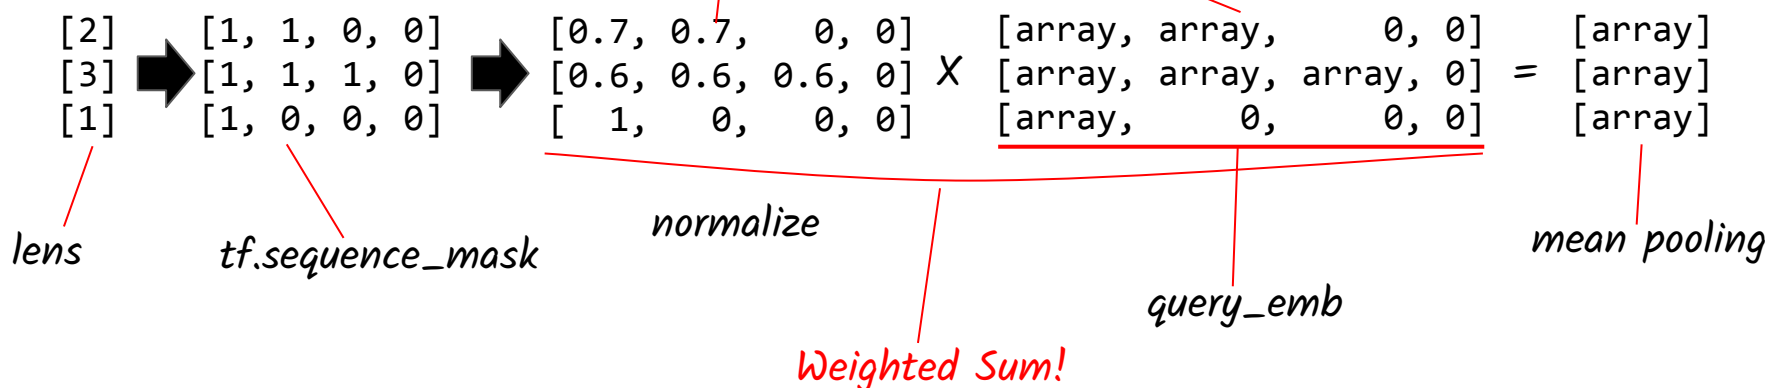 [2] [1, 1, 0, 0] [0.7, 0.7, 0, 0] [array, array, 0, 0] [array]
[3] [1, 1, 1, 0] [0.6, 0.6, 0.6, 0] X [array, array, array, 0] = [array]
[1] [1, 0, 0, 0] [ 1, 0, 0, 0] [array, 0, 0, 0] [array]
lens tf.sequence_mask normalize mean pooling
query_emb
Weighted Sum!